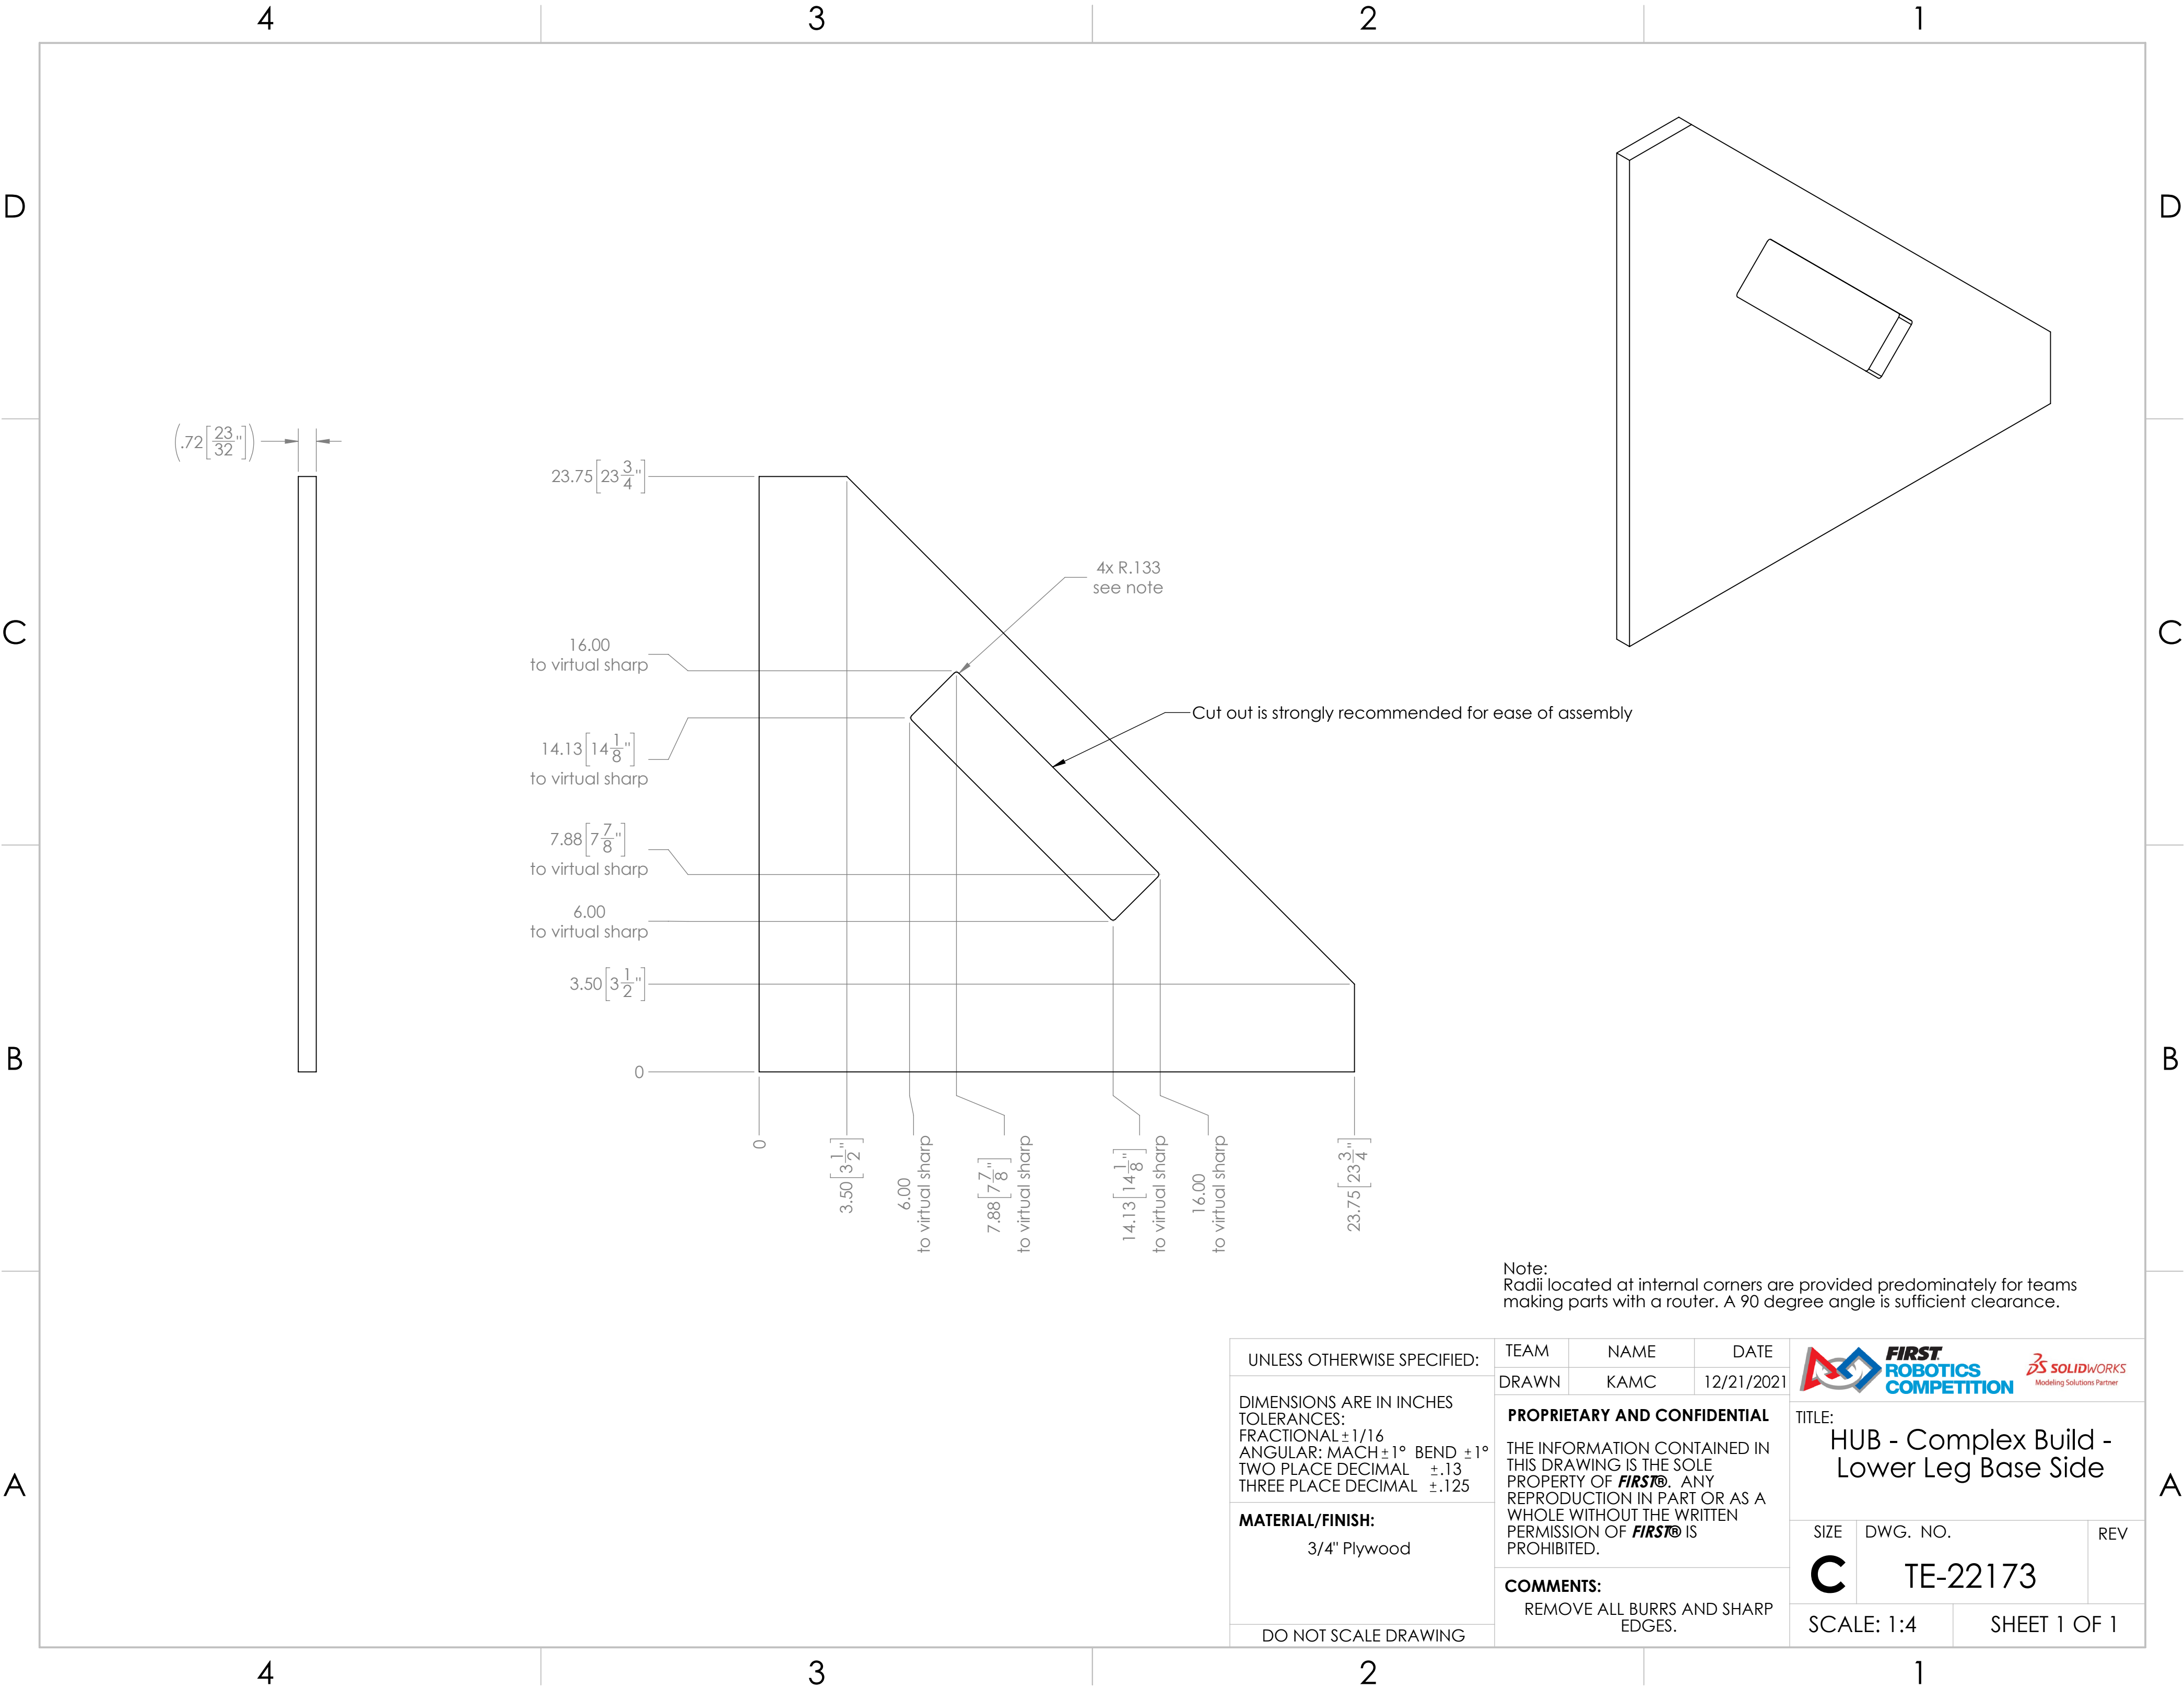 4 3 2 1
D D
(.72[23/32"])
23.75[23 3/4"]
4x R.133
see note
C C
16.00
to virtual sharp
Cut out is strongly recommended for ease of assembly
14.13[14 1/8"]
to virtual sharp
7.88[7 7/8"]
to virtual sharp
6.00
to virtual sharp
3.50[3 1/2"]
B B
0
0
3.50[3 1/2"]
6.00
to virtual sharp
7.88[7 7/8"]
to virtual sharp
14.13[14 1/8"]
to virtual sharp
16.00
to virtual sharp
23.75[23 3/4"]
Note:
Radii located at internal corners are provided predominately for teams
making parts with a router. A 90 degree angle is sufficient clearance.
A A
UNLESS OTHERWISE SPECIFIED:
DIMENSIONS ARE IN INCHES
TOLERANCES:
FRACTIONAL±1/16
ANGULAR: MACH±1° BEND ±1°
TWO PLACE DECIMAL ±.13
THREE PLACE DECIMAL ±.125
MATERIAL/FINISH:
3/4" Plywood
DO NOT SCALE DRAWING
TEAM NAME DATE
DRAWN KAMC 12/21/2021
PROPRIETARY AND CONFIDENTIAL
THE INFORMATION CONTAINED IN
THIS DRAWING IS THE SOLE
PROPERTY OF FIRST®. ANY
REPRODUCTION IN PART OR AS A
WHOLE WITHOUT THE WRITTEN
PERMISSION OF FIRST® IS
PROHIBITED.
COMMENTS:
REMOVE ALL BURRS AND SHARP
EDGES.
FIRST
ROBOTICS
COMPETITION
SOLIDWORKS
Modeling Solutions Partner
TITLE:
HUB - Complex Build -
Lower Leg Base Side
SIZE DWG. NO. REV
C TE-22173
SCALE: 1:4 SHEET 1 OF 1
4 3 2 1